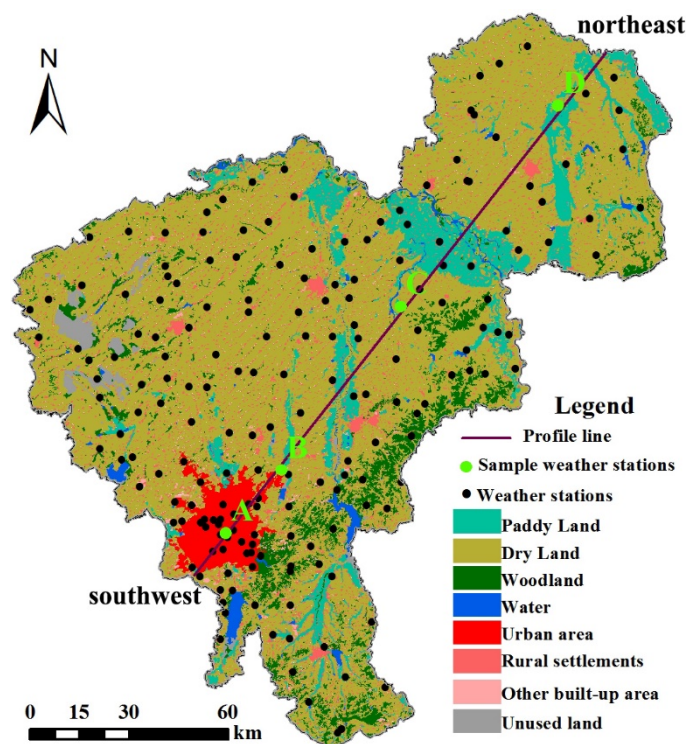 northeast
N
D
C
B
A
southwest
Legend
Profile line
Sample weather stations
Weather stations
Paddy Land
Dry Land
Woodland
Water
Urban area
Rural settlements
Other built-up area
Unused land
0 15 30 60
km